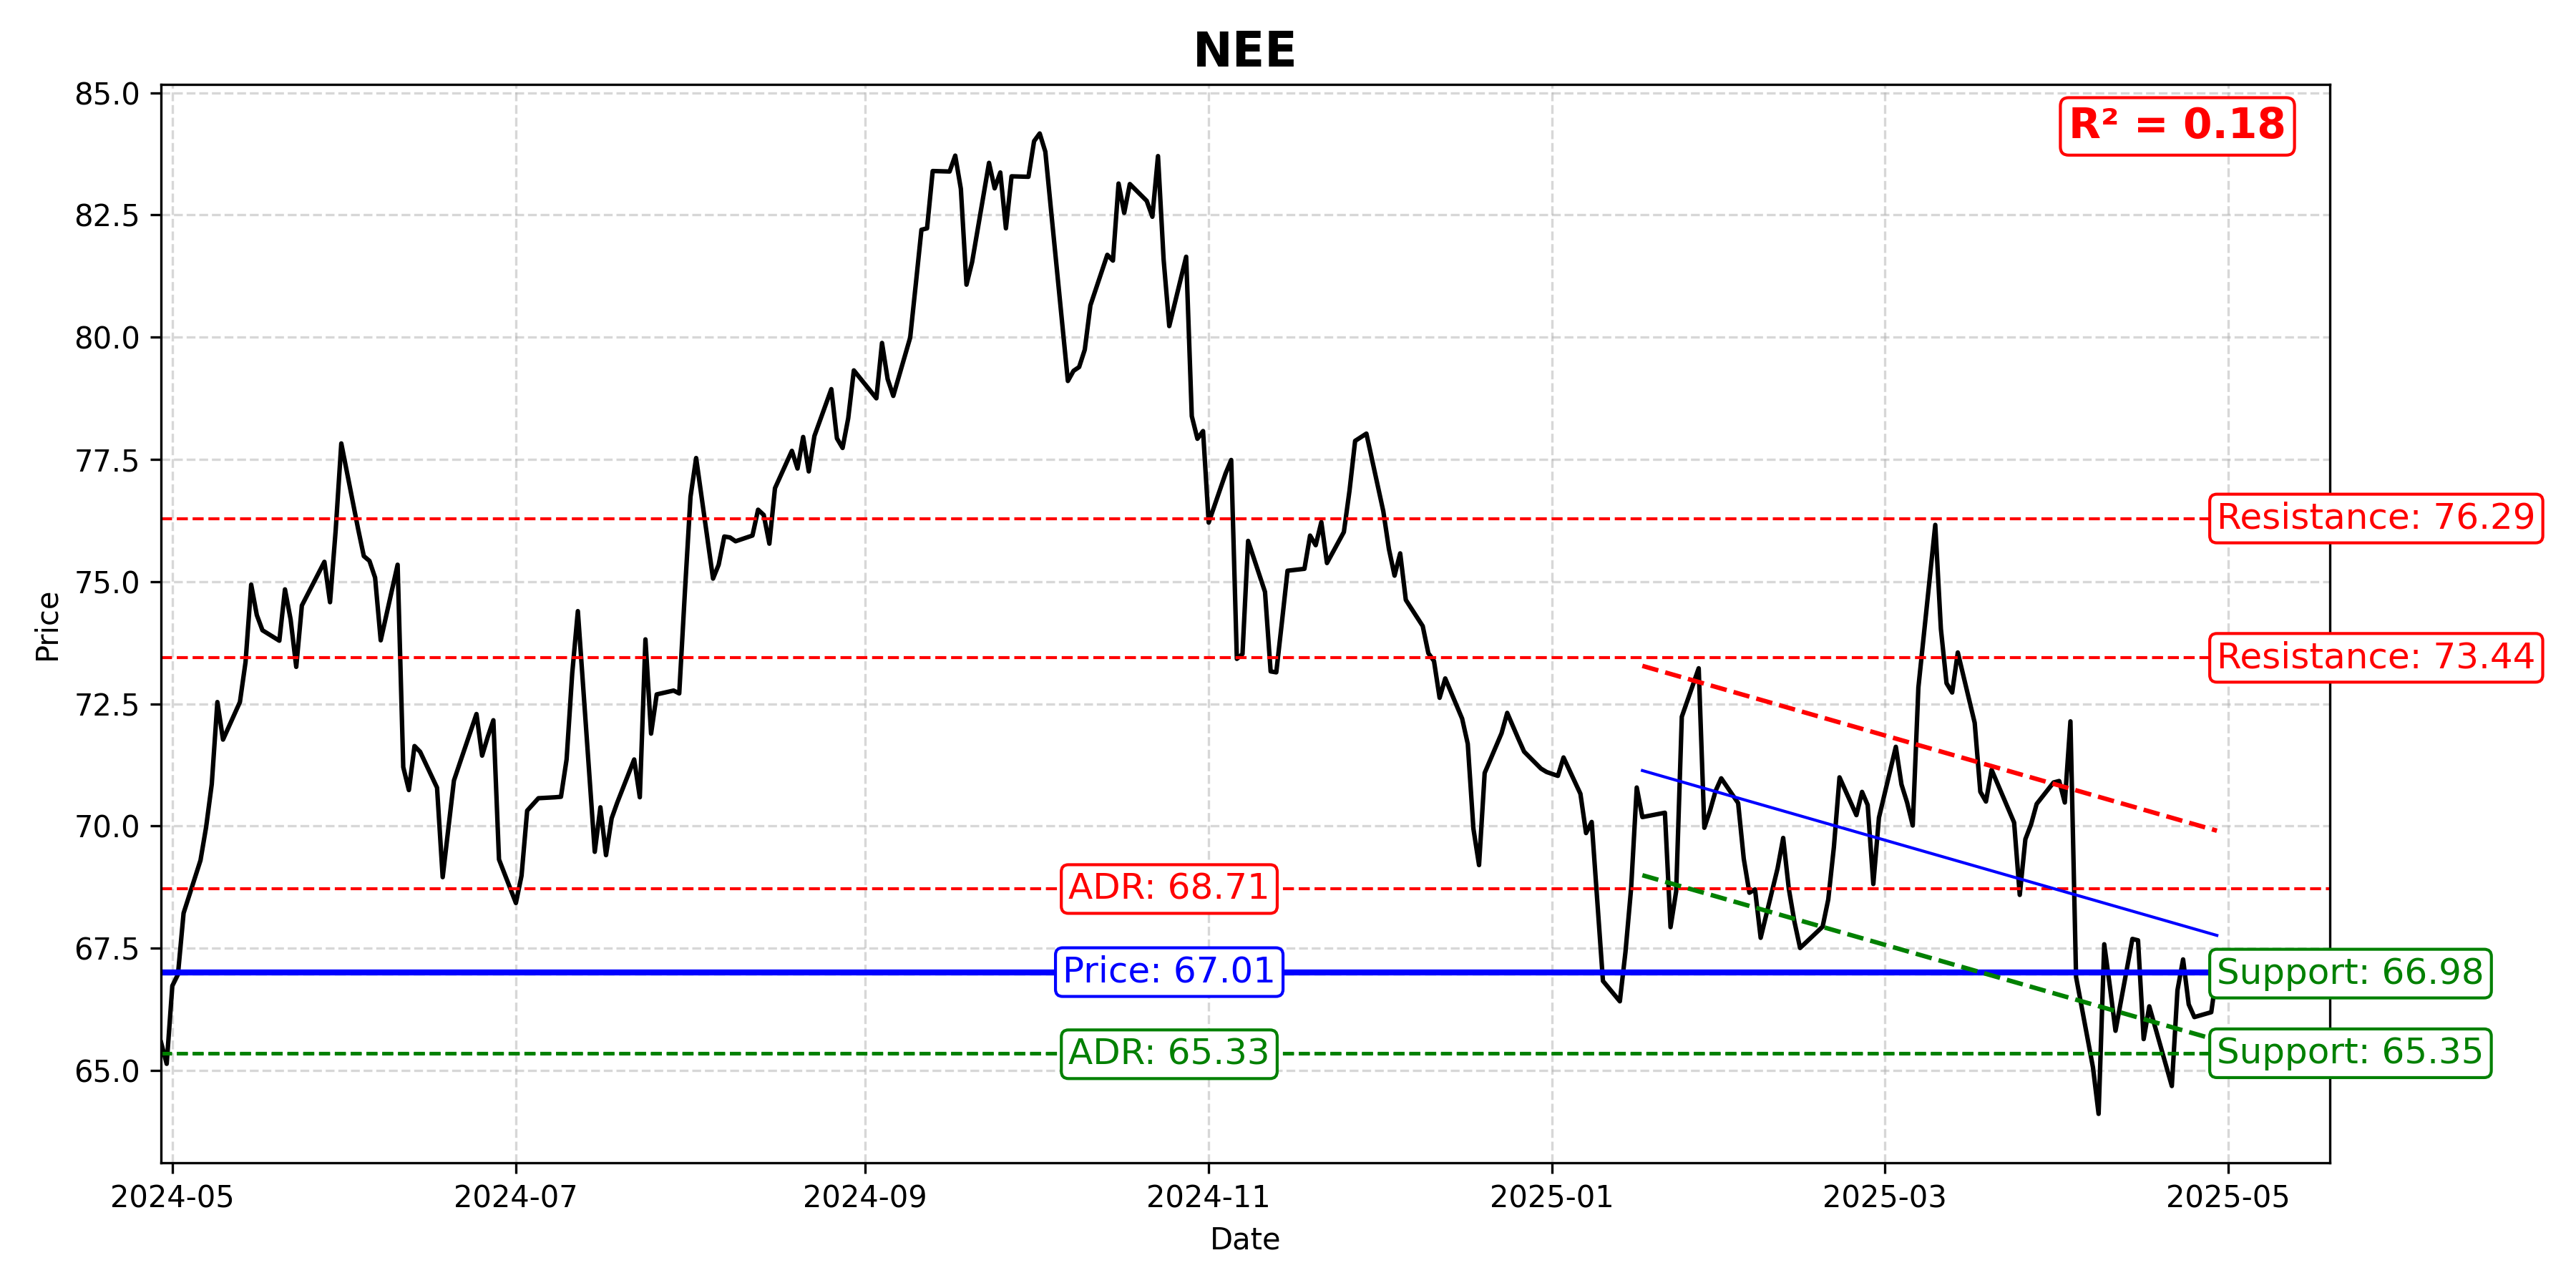 NEE
R² = 0.18
85.0
82.5
80.0
77.5
75.0
72.5
70.0
67.5
65.0
Price
Resistance: 76.29
Resistance: 73.44
ADR: 68.71
Price: 67.01
Support: 66.98
ADR: 65.33
Support: 65.35
2024-05
2024-07
2024-09
2024-11
2025-01
2025-03
2025-05
Date